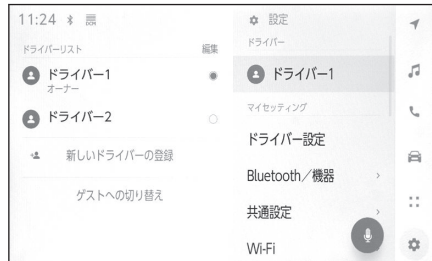 11:24
ドライバーリスト 編集
ドライバー1
オーナー
ドライバー2
新しいドライバーの登録
ゲストへの切り替え
設定
ドライバー
ドライバー1
マイセッティング
ドライバー設定
Bluetooth／機器
共通設定
Wi-Fi